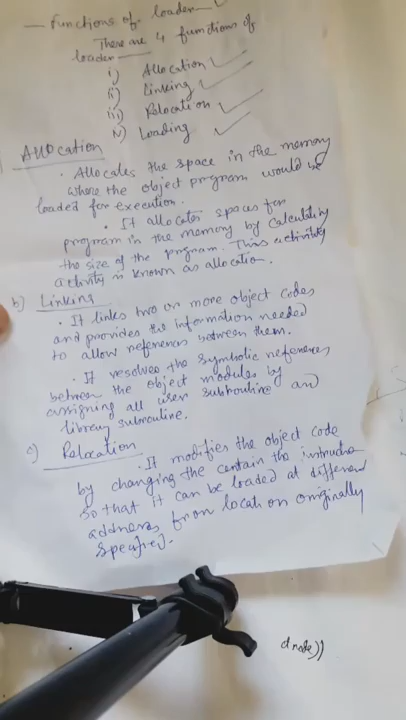 — Functions of loader —
There are 4 functions of
loader —
i) Allocation
ii) Linking
iii) Relocation
iv) Loading
Allocation
· Allocates the space in the memory
where the object program would be
loaded for execution.
· It allocates spaces for
program in the memory by calculating
the size of the program. This activity
activity is known as allocation.
b) Linking
· It links two or more object codes
and provides the information needed
to allow references between them.
· It resolves the symbolic references
between the object modules by
assigning all user subroutine and
library subroutine.
c) Relocation
· It modifies the object code
by changing the certain the instruction
so that it can be loaded at different
address from location originally
specified.